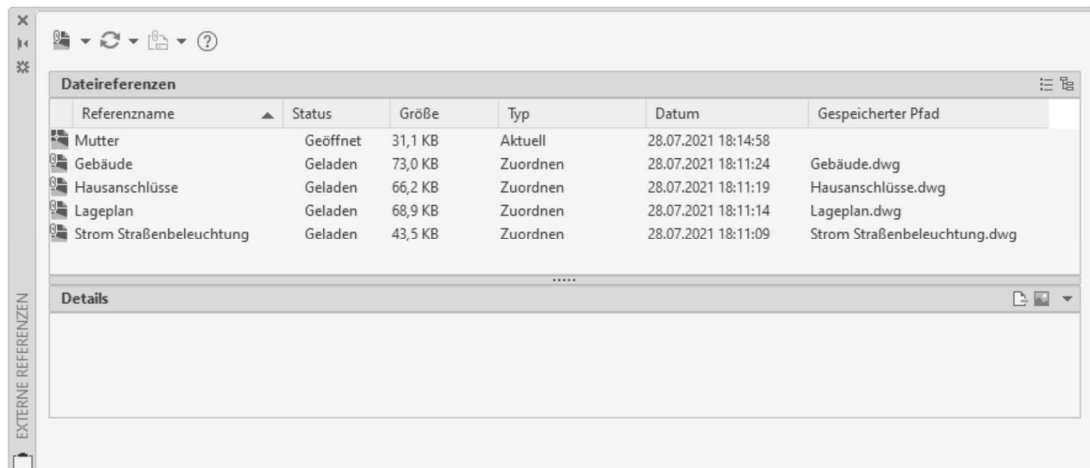 Dateireferenzen
Referenzname Status Größe Typ Datum Gespeicherter Pfad
Mutter Geöffnet 31,1 KB Aktuell 28.07.2021 18:14:58
Gebäude Geladen 73,0 KB Zuordnen 28.07.2021 18:11:24 Gebäude.dwg
Hausanschlüsse Geladen 66,2 KB Zuordnen 28.07.2021 18:11:19 Hausanschlüsse.dwg
Lageplan Geladen 68,9 KB Zuordnen 28.07.2021 18:11:14 Lageplan.dwg
Strom Straßenbeleuchtung Geladen 43,5 KB Zuordnen 28.07.2021 18:11:09 Strom Straßenbeleuchtung.dwg
Details
EXTERNE REFERENZEN